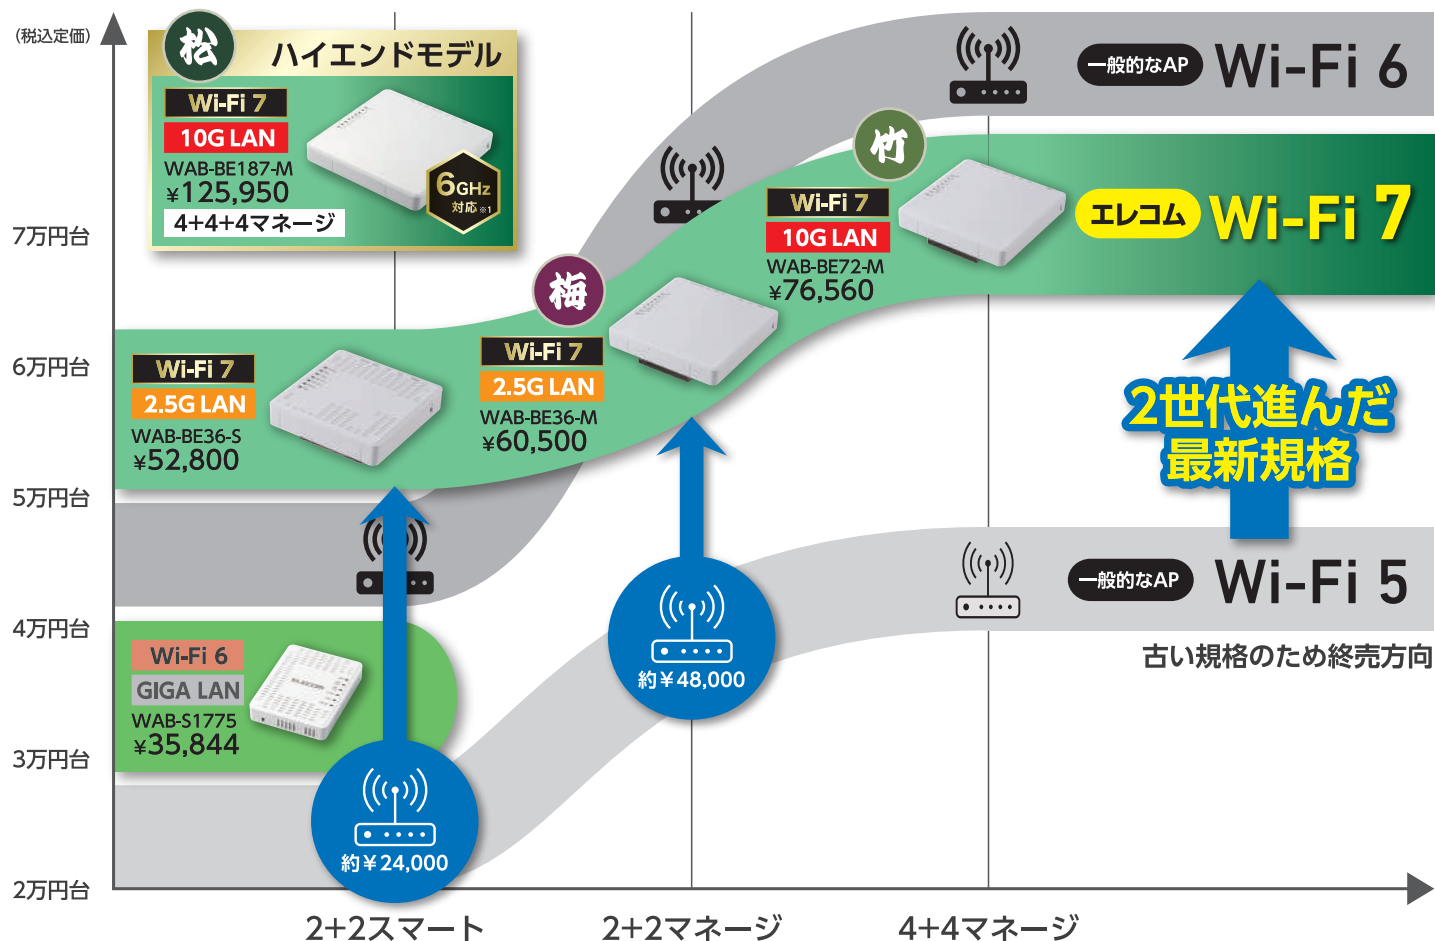 (税込定価)
松
ハイエンドモデル
Wi-Fi 7
10G LAN
WAB-BE187-M
¥125,950
4+4+4マネージ
6GHz
対応※1
一般的なAP
Wi-Fi 6
竹
Wi-Fi 7
10G LAN
WAB-BE72-M
¥76,560
エレコム
Wi-Fi 7
梅
Wi-Fi 7
2.5G LAN
WAB-BE36-M
¥60,500
Wi-Fi 7
2.5G LAN
WAB-BE36-S
¥52,800
2世代進んだ
最新規格
一般的なAP
Wi-Fi 5
古い規格のため終売方向
Wi-Fi 6
GIGA LAN
WAB-S1775
¥35,844
ELECOM
約¥48,000
約¥24,000
7万円台
6万円台
5万円台
4万円台
3万円台
2万円台
2+2スマート
2+2マネージ
4+4マネージ